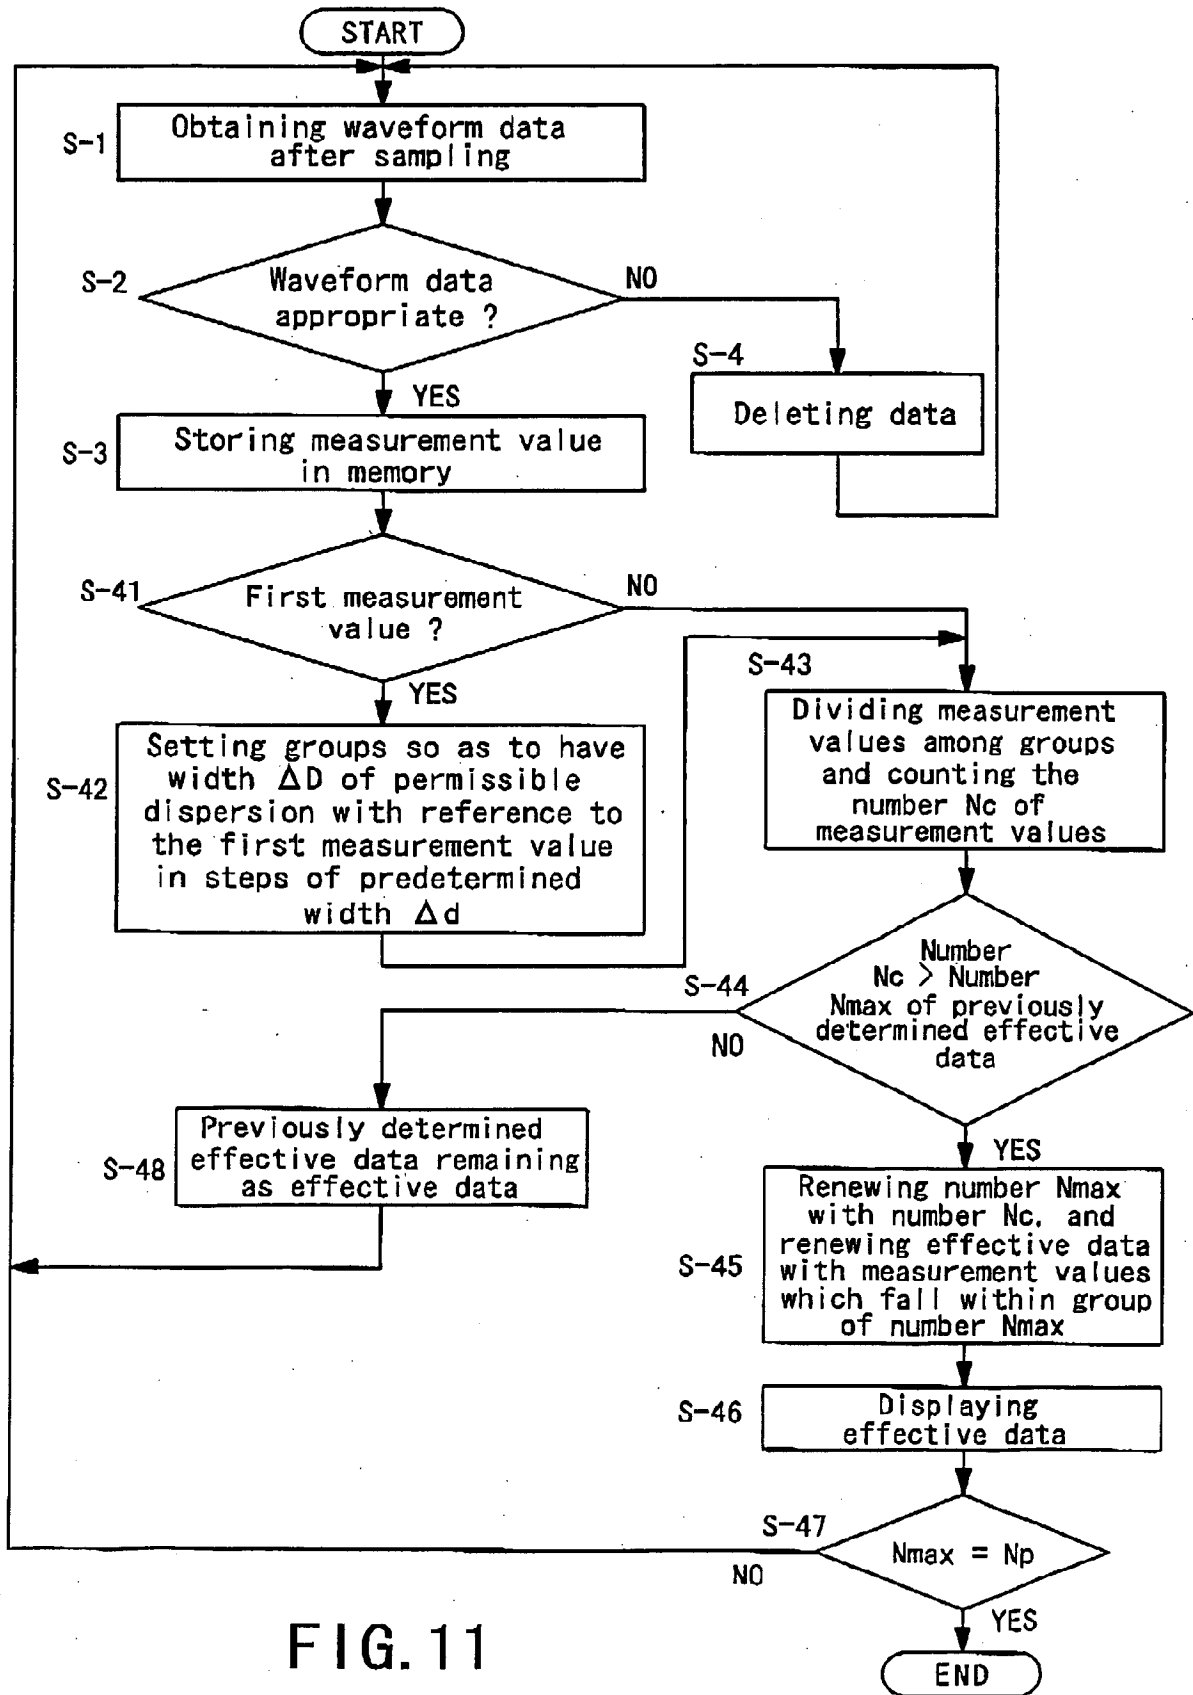 START
S-1
Obtaining waveform data
after sampling
S-2
Waveform data
appropriate ?
NO
YES
S-4
Deleting data
S-3
Storing measurement value
in memory
S-41
First measurement
value ?
NO
YES
S-42
Setting groups so as to have
width ΔD of permissible
dispersion with reference to
the first measurement value
in steps of predetermined
width Δd
S-43
Dividing measurement
values among groups
and counting the
number Nc of
measurement values
S-44
Number
Nc > Number
Nmax of previously
determined effective
data
NO
YES
S-48
Previously determined
effective data remaining
as effective data
S-45
Renewing number Nmax
with number Nc, and
renewing effective data
with measurement values
which fall within group
of number Nmax
S-46
Displaying
effective data
S-47
Nmax = Np
NO
YES
END
FIG. 11